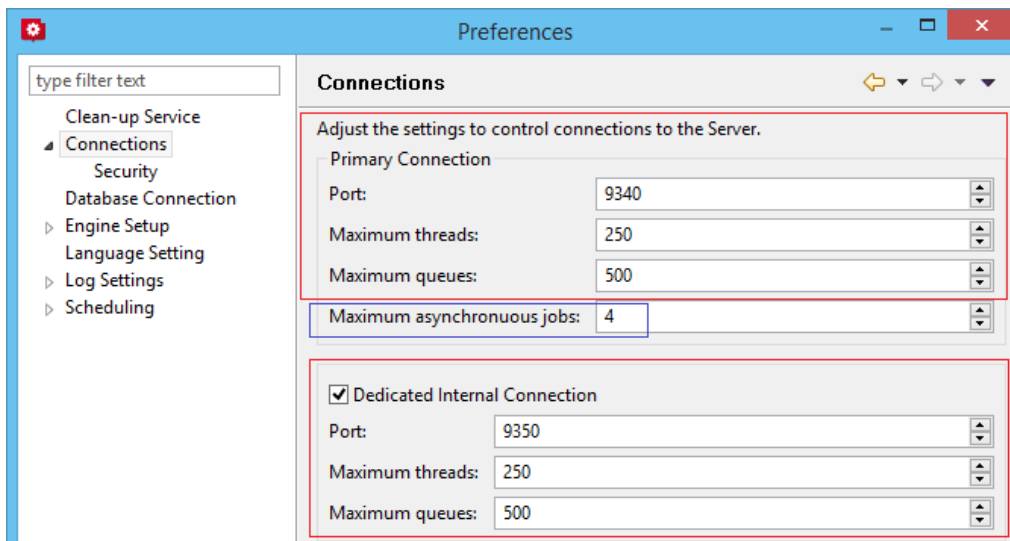 Preferences
type filter text
Clean-up Service
Connections
Security
Database Connection
Engine Setup
Language Setting
Log Settings
Scheduling
Connections
Adjust the settings to control connections to the Server.
Primary Connection
Port: 9340
Maximum threads: 250
Maximum queues: 500
Maximum asynchronuous jobs: 4
Dedicated Internal Connection
Port: 9350
Maximum threads: 250
Maximum queues: 500